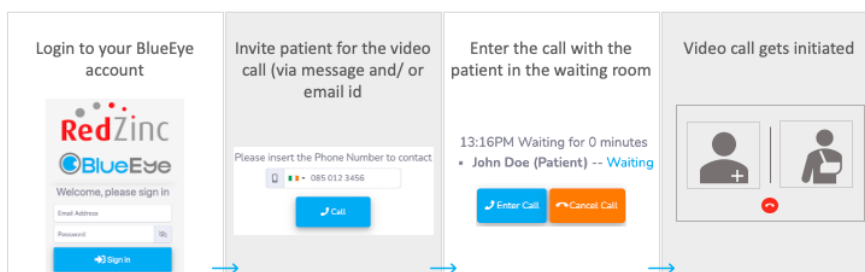 Login to your BlueEye
account
RedZinc
BlueEye
Welcome, please sign in
Email Address
Password
Sign in
Invite patient for the video
call (via message and/ or
email id
Please insert the Phone Number to contact
085 012 3456
Call
Enter the call with the
patient in the waiting room
13:16PM Waiting for 0 minutes
▪ John Doe (Patient) -- Waiting
Enter Call
Cancel Call
Video call gets initiated